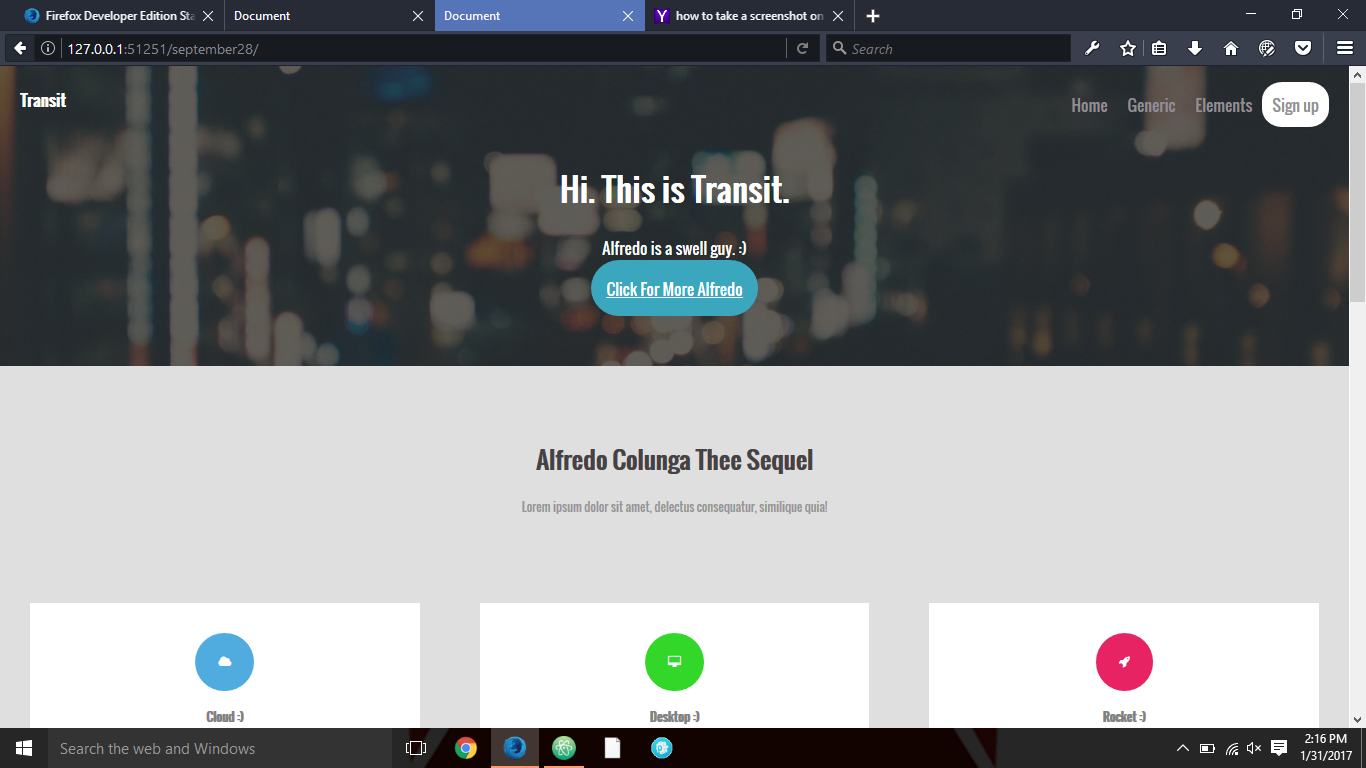 Firefox Developer Edition Sta
Document
Document
how to take a screenshot on
127.0.0.1:51251/september28/
Search
Transit
Home Generic Elements Sign up
Hi. This is Transit.
Alfredo is a swell guy. :)
Click For More Alfredo
Alfredo Colunga Thee Sequel
Lorem ipsum dolor sit amet, delectus consequatur, similique quia!
Cloud :)
Desktop :)
Rocket :)
Search the web and Windows
2:16 PM
1/31/2017